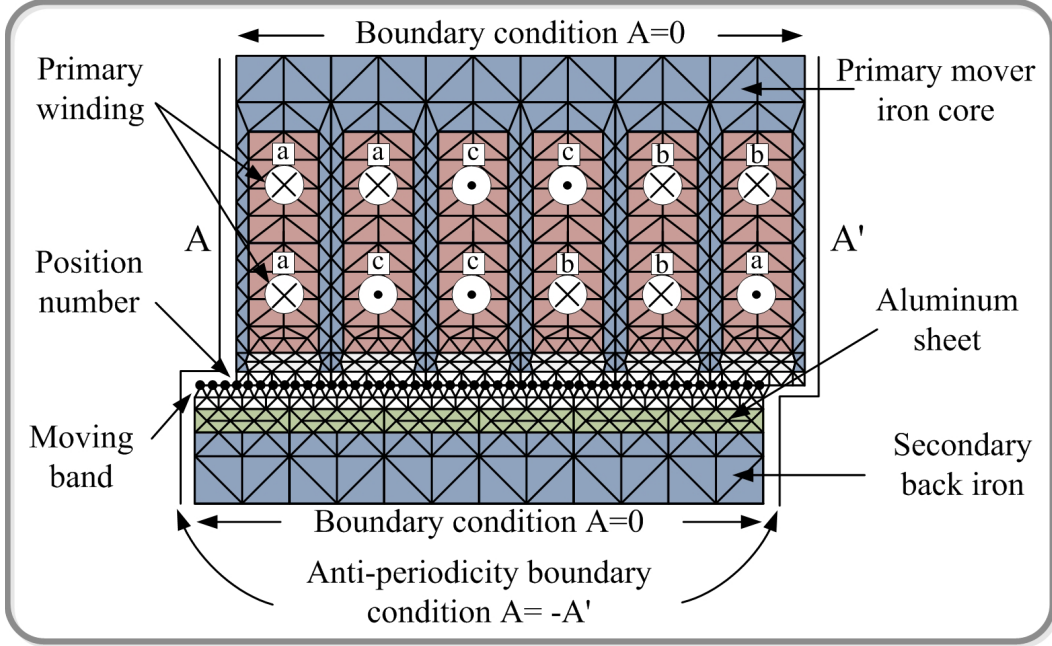 Boundary condition A=0
Primary
winding
Primary mover
iron core
a a c c b b
A
A'
Position
number
a c c b b a
Aluminum
sheet
Moving
band
Secondary
back iron
Boundary condition A=0
Anti-periodicity boundary
condition A= -A'